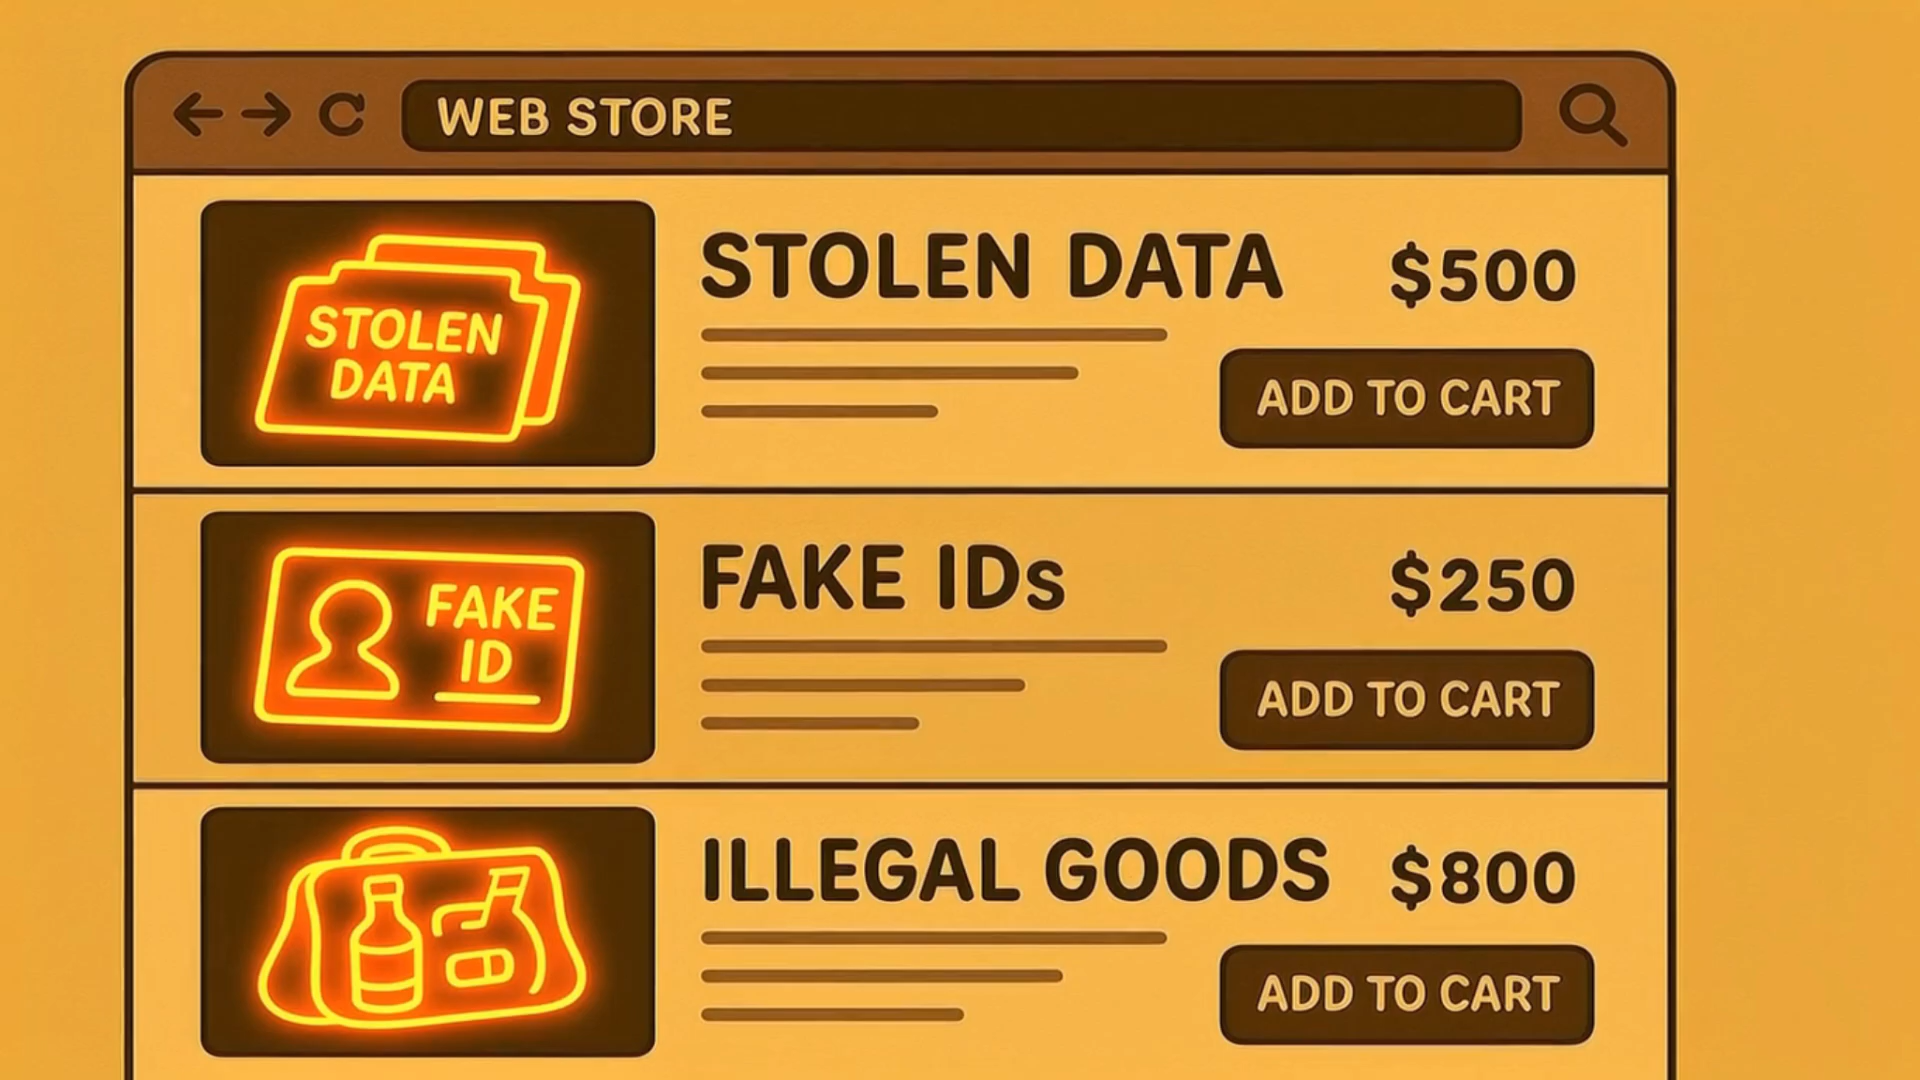 WEB STORE
STOLEN
DATA
STOLEN DATA
$500
ADD TO CART
FAKE
ID
FAKE IDs
$250
ADD TO CART
ILLEGAL GOODS
$800
ADD TO CART